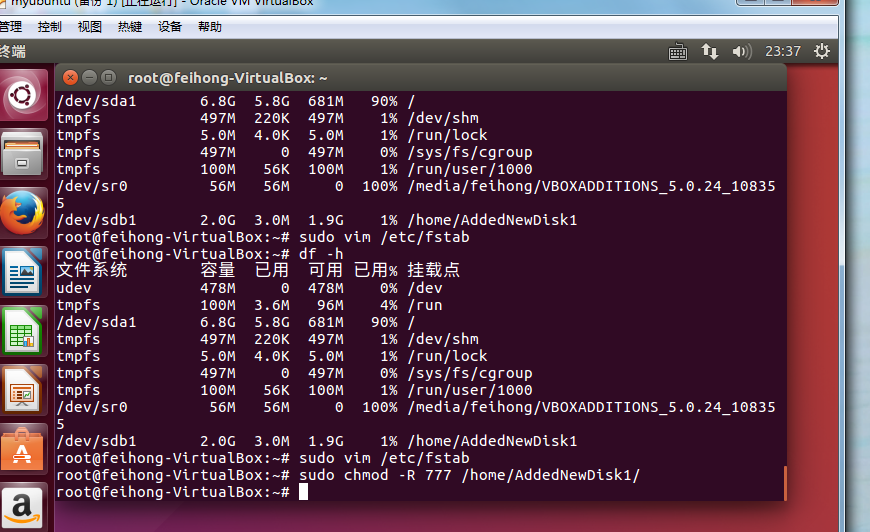 myubuntu (备份 1) [正在运行] - Oracle VM VirtualBox
管理 控制 视图 热键 设备 帮助
终端 23:37
root@feihong-VirtualBox: ~
/dev/sda1 6.8G 5.8G 681M 90% /
tmpfs 497M 220K 497M 1% /dev/shm
tmpfs 5.0M 4.0K 5.0M 1% /run/lock
tmpfs 497M 0 497M 0% /sys/fs/cgroup
tmpfs 100M 56K 100M 1% /run/user/1000
/dev/sr0 56M 56M 0 100% /media/feihong/VBOXADDITIONS_5.0.24_10835
5
/dev/sdb1 2.0G 3.0M 1.9G 1% /home/AddedNewDisk1
root@feihong-VirtualBox:~# sudo vim /etc/fstab
root@feihong-VirtualBox:~# df -h
文件系统 容量 已用 可用 已用% 挂载点
udev 478M 0 478M 0% /dev
tmpfs 100M 3.6M 96M 4% /run
/dev/sda1 6.8G 5.8G 681M 90% /
tmpfs 497M 220K 497M 1% /dev/shm
tmpfs 5.0M 4.0K 5.0M 1% /run/lock
tmpfs 497M 0 497M 0% /sys/fs/cgroup
tmpfs 100M 56K 100M 1% /run/user/1000
/dev/sr0 56M 56M 0 100% /media/feihong/VBOXADDITIONS_5.0.24_10835
5
/dev/sdb1 2.0G 3.0M 1.9G 1% /home/AddedNewDisk1
root@feihong-VirtualBox:~# sudo vim /etc/fstab
root@feihong-VirtualBox:~# sudo chmod -R 777 /home/AddedNewDisk1/
root@feihong-VirtualBox:~#